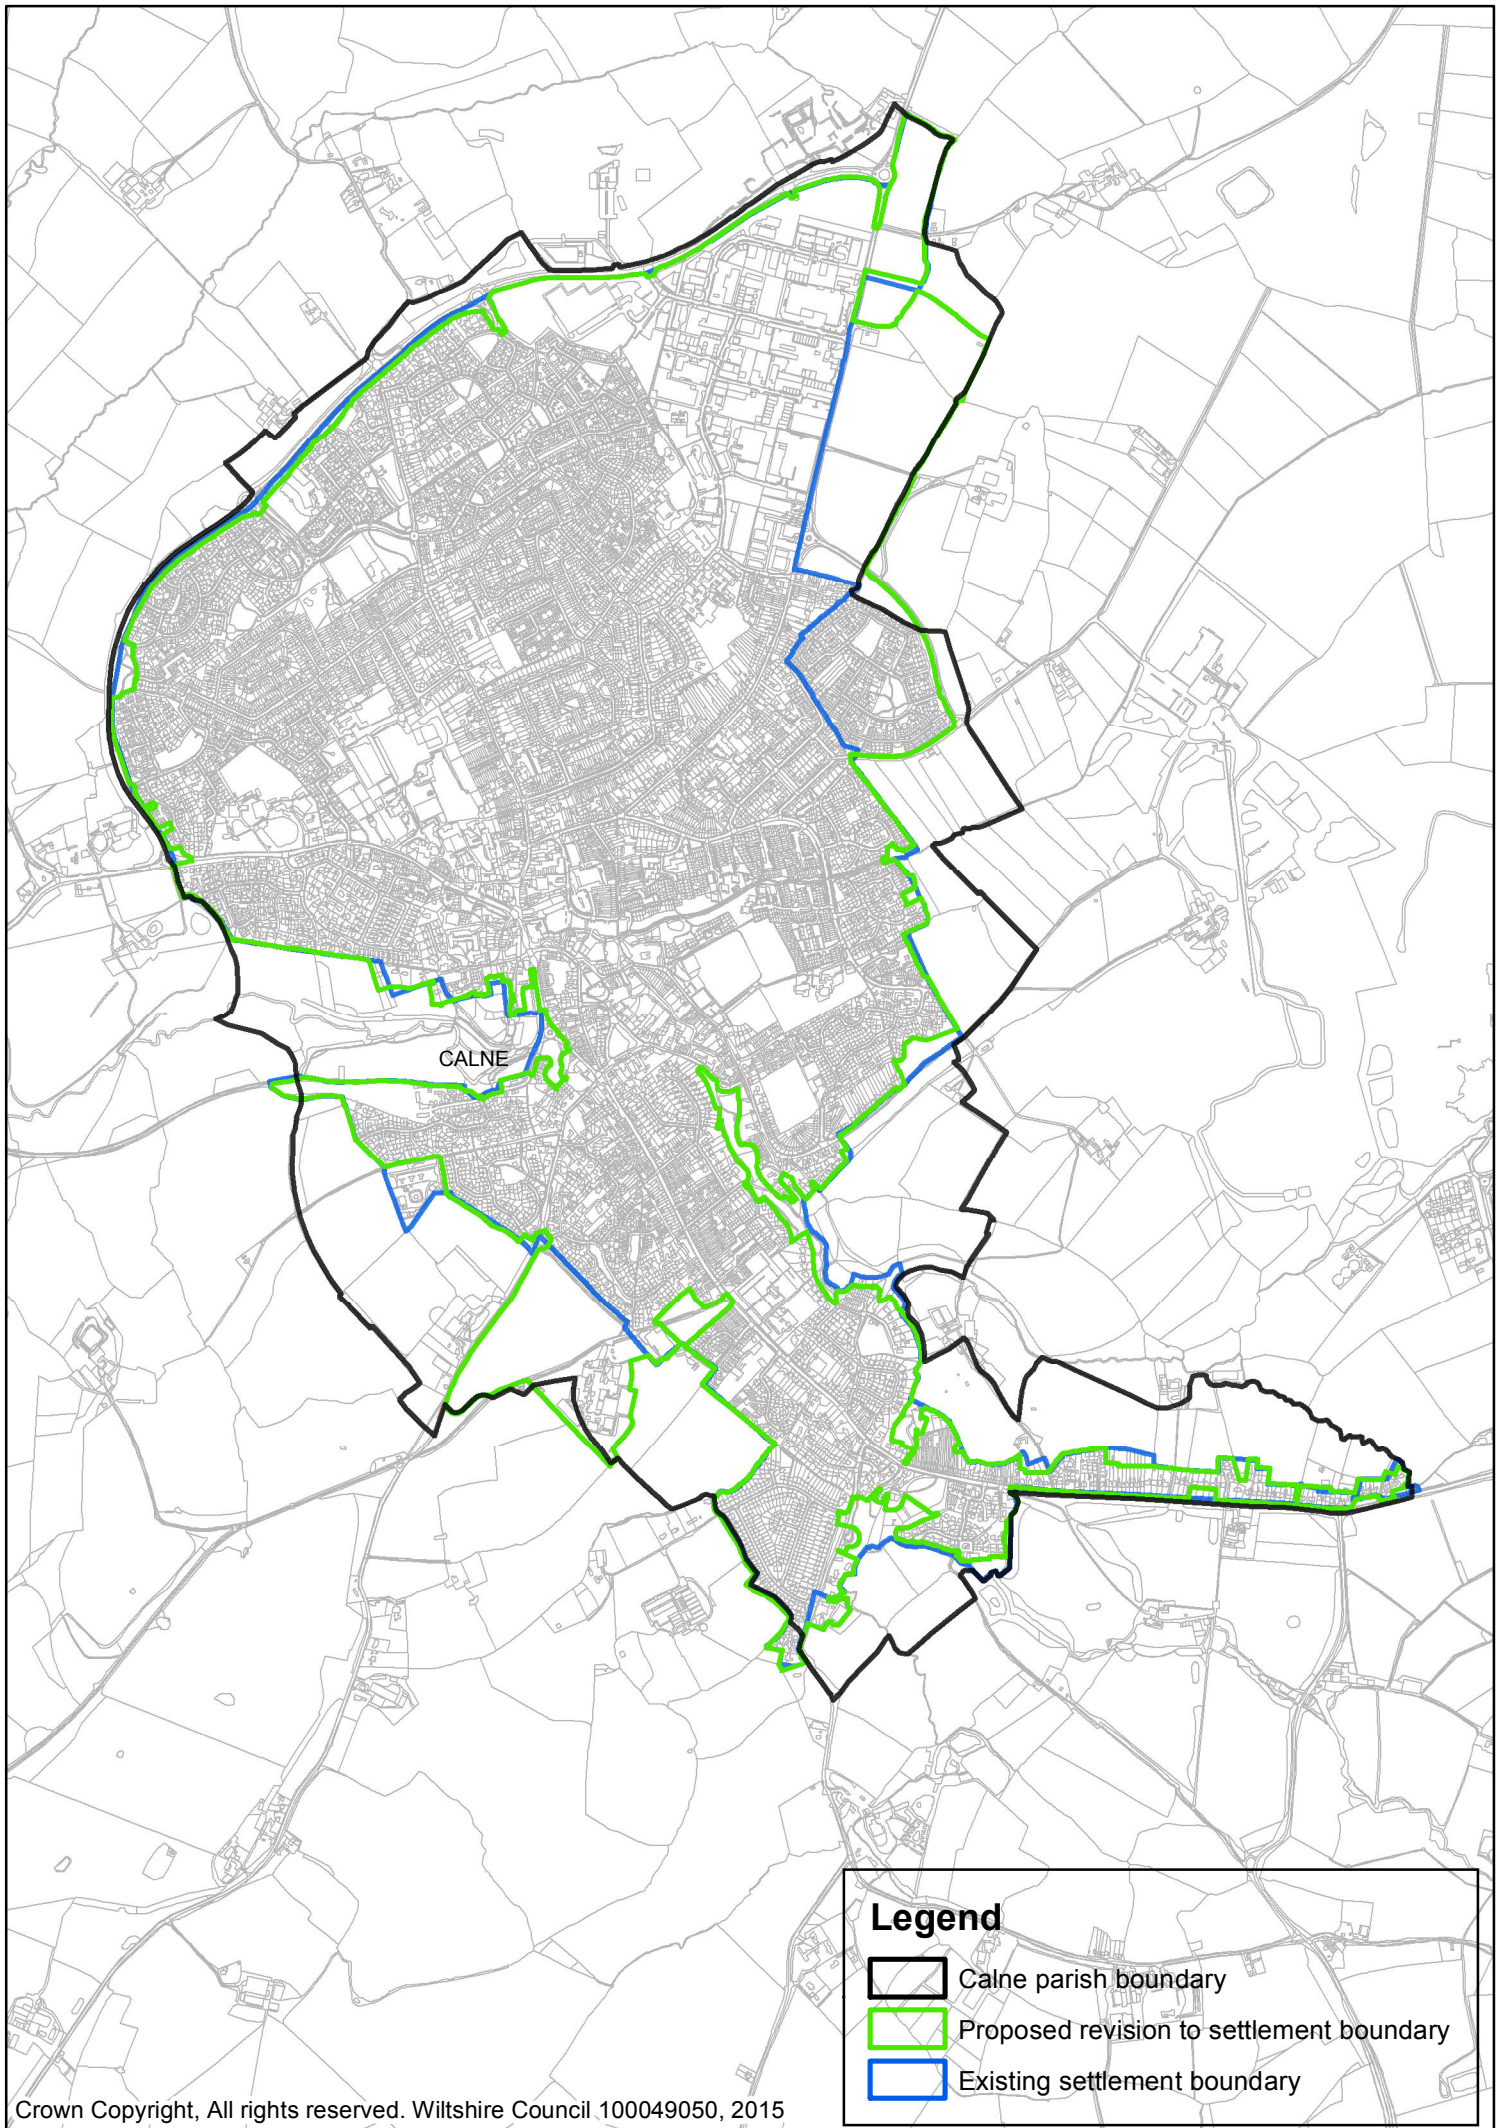 CALNE
Legend
Calne parish boundary
Proposed revision to settlement boundary
Existing settlement boundary
Crown Copyright, All rights reserved. Wiltshire Council 100049050, 2015